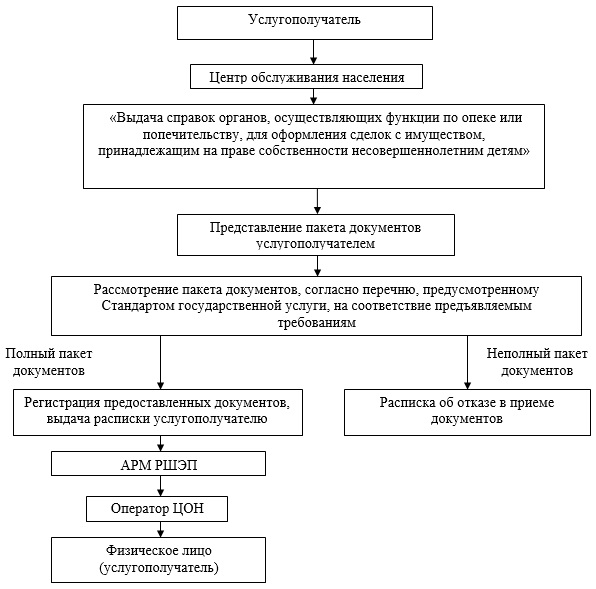 Услугополучатель
Центр обслуживания населения
«Выдача справок органов, осуществляющих функции по опеке или
попечительству, для оформления сделок с имуществом,
принадлежащим на праве собственности несовершеннолетним детям»
Представление пакета документов
услугополучателем
Рассмотрение пакета документов, согласно перечню, предусмотренному
Стандартом государственной услуги, на соответствие предъявляемым
требованиям
Полный пакет
документов
Неполный пакет
документов
Регистрация предоставленных документов,
выдача расписки услугополучателю
Расписка об отказе в приеме
документов
АРМ РШЭП
Оператор ЦОН
Физическое лицо
(услугополучатель)